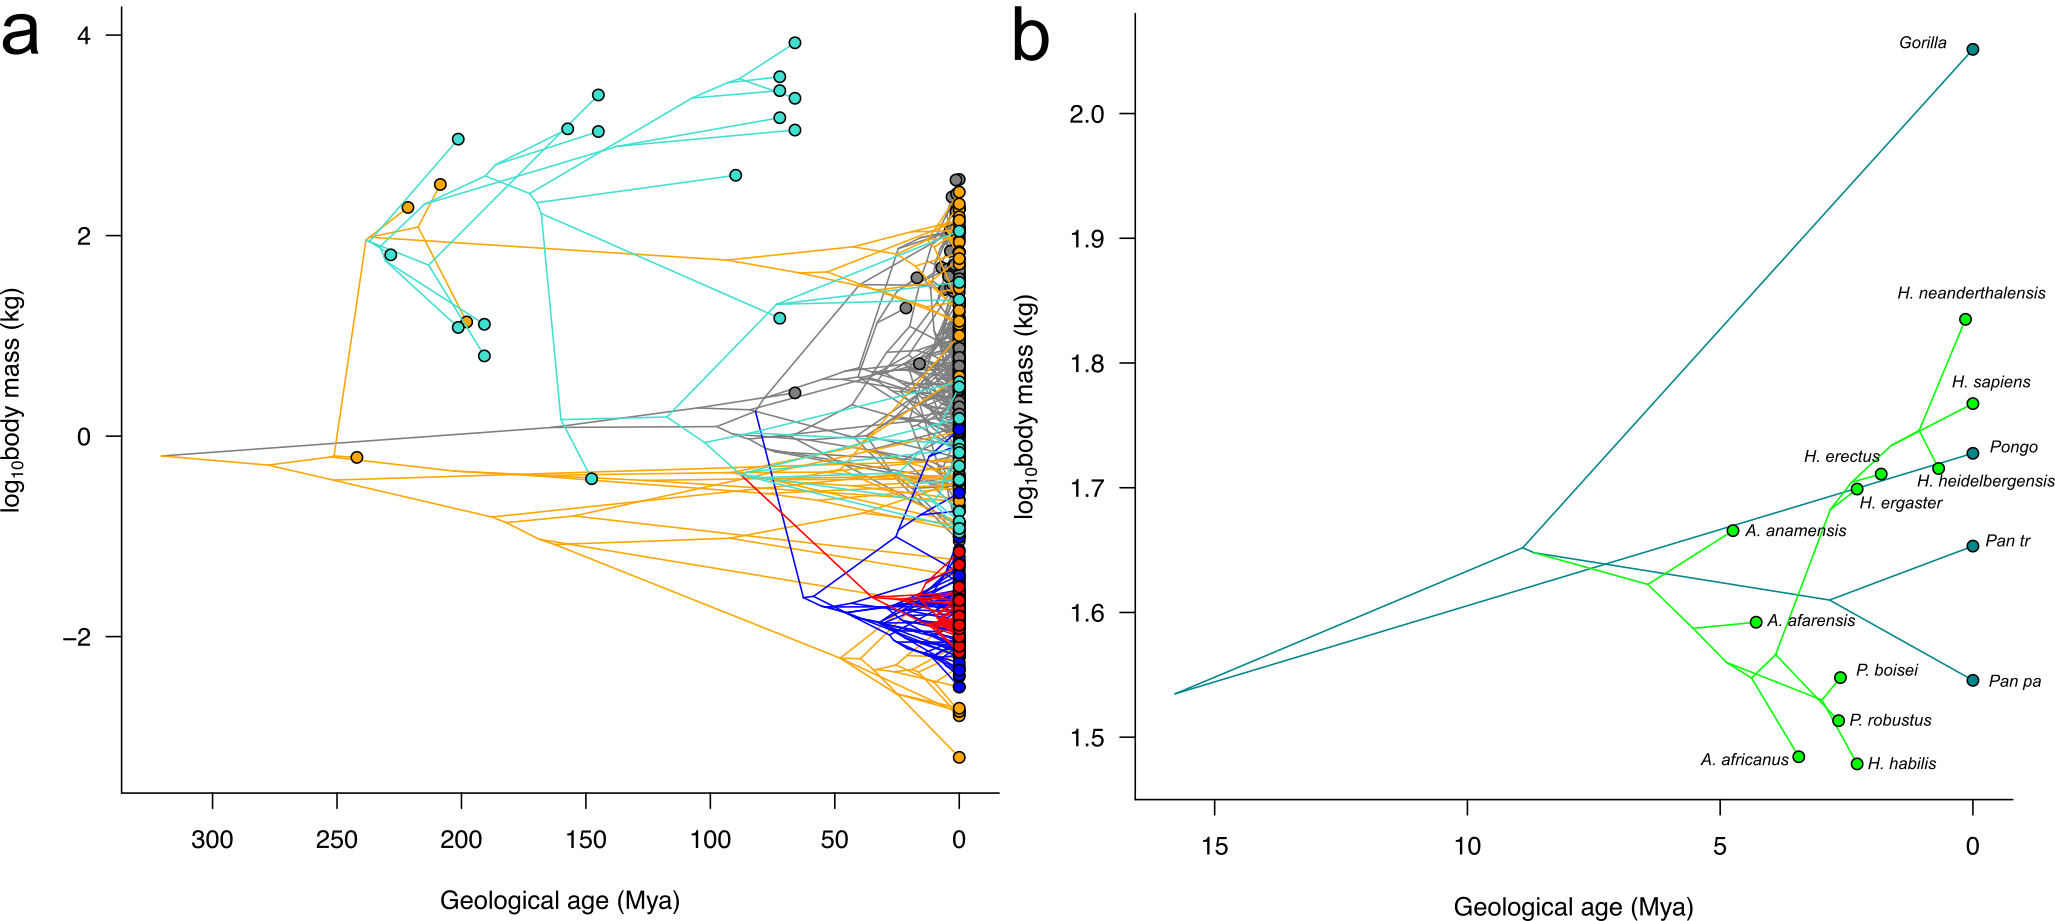 a
4
2
0
−2
log10body mass (kg)
300
250
200
150
100
50
0
Geological age (Mya)
b
2.0
1.9
1.8
1.7
1.6
1.5
log10body mass (kg)
15
10
5
0
Geological age (Mya)
Gorilla
H. neanderthalensis
H. sapiens
Pongo
H. erectus
H. heidelbergensis
H. ergaster
A. anamensis
Pan tr
A. afarensis
P. boisei
Pan pa
P. robustus
A. africanus
H. habilis